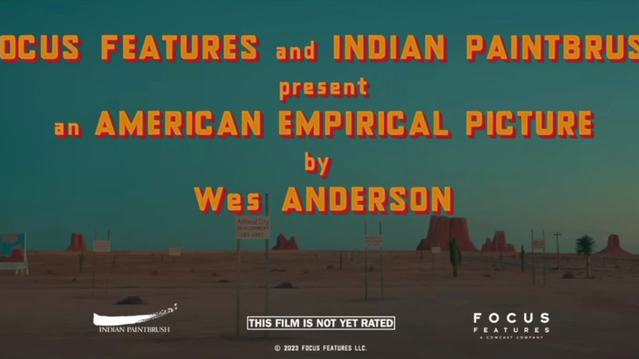 OCUS FEATURES and INDIAN PAINTBRUS
present
an AMERICAN EMPIRICAL PICTURE
by
Wes ANDERSON
INDIAN PAINTBRUSH
THIS FILM IS NOT YET RATED
FOCUS
FEATURES
A COMCAST COMPANY
© 2023 FOCUS FEATURES LLC.